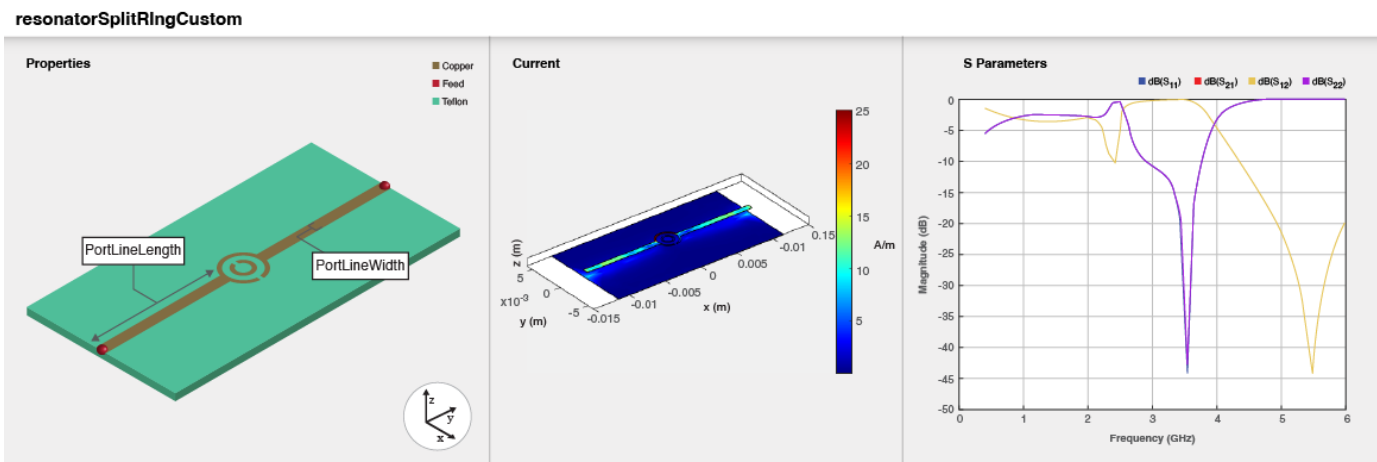 resonatorSplitRIngCustom
Properties
Copper
Feed
Teflon
PortLineLength
PortLineWidth
z
y
x
Current
25
20
15
10
5
A/m
z (m)
5
0
-5
x10-3
y (m)
-0.015
-0.01
-0.005
0
0.005
-0.01
0.15
x (m)
S Parameters
dB(S11) dB(S21) dB(S12) dB(S22)
0
-5
-10
-15
-20
-25
-30
-35
-40
-45
-50
Magnitude (dB)
0 1 2 3 4 5 6
Frequency (GHz)